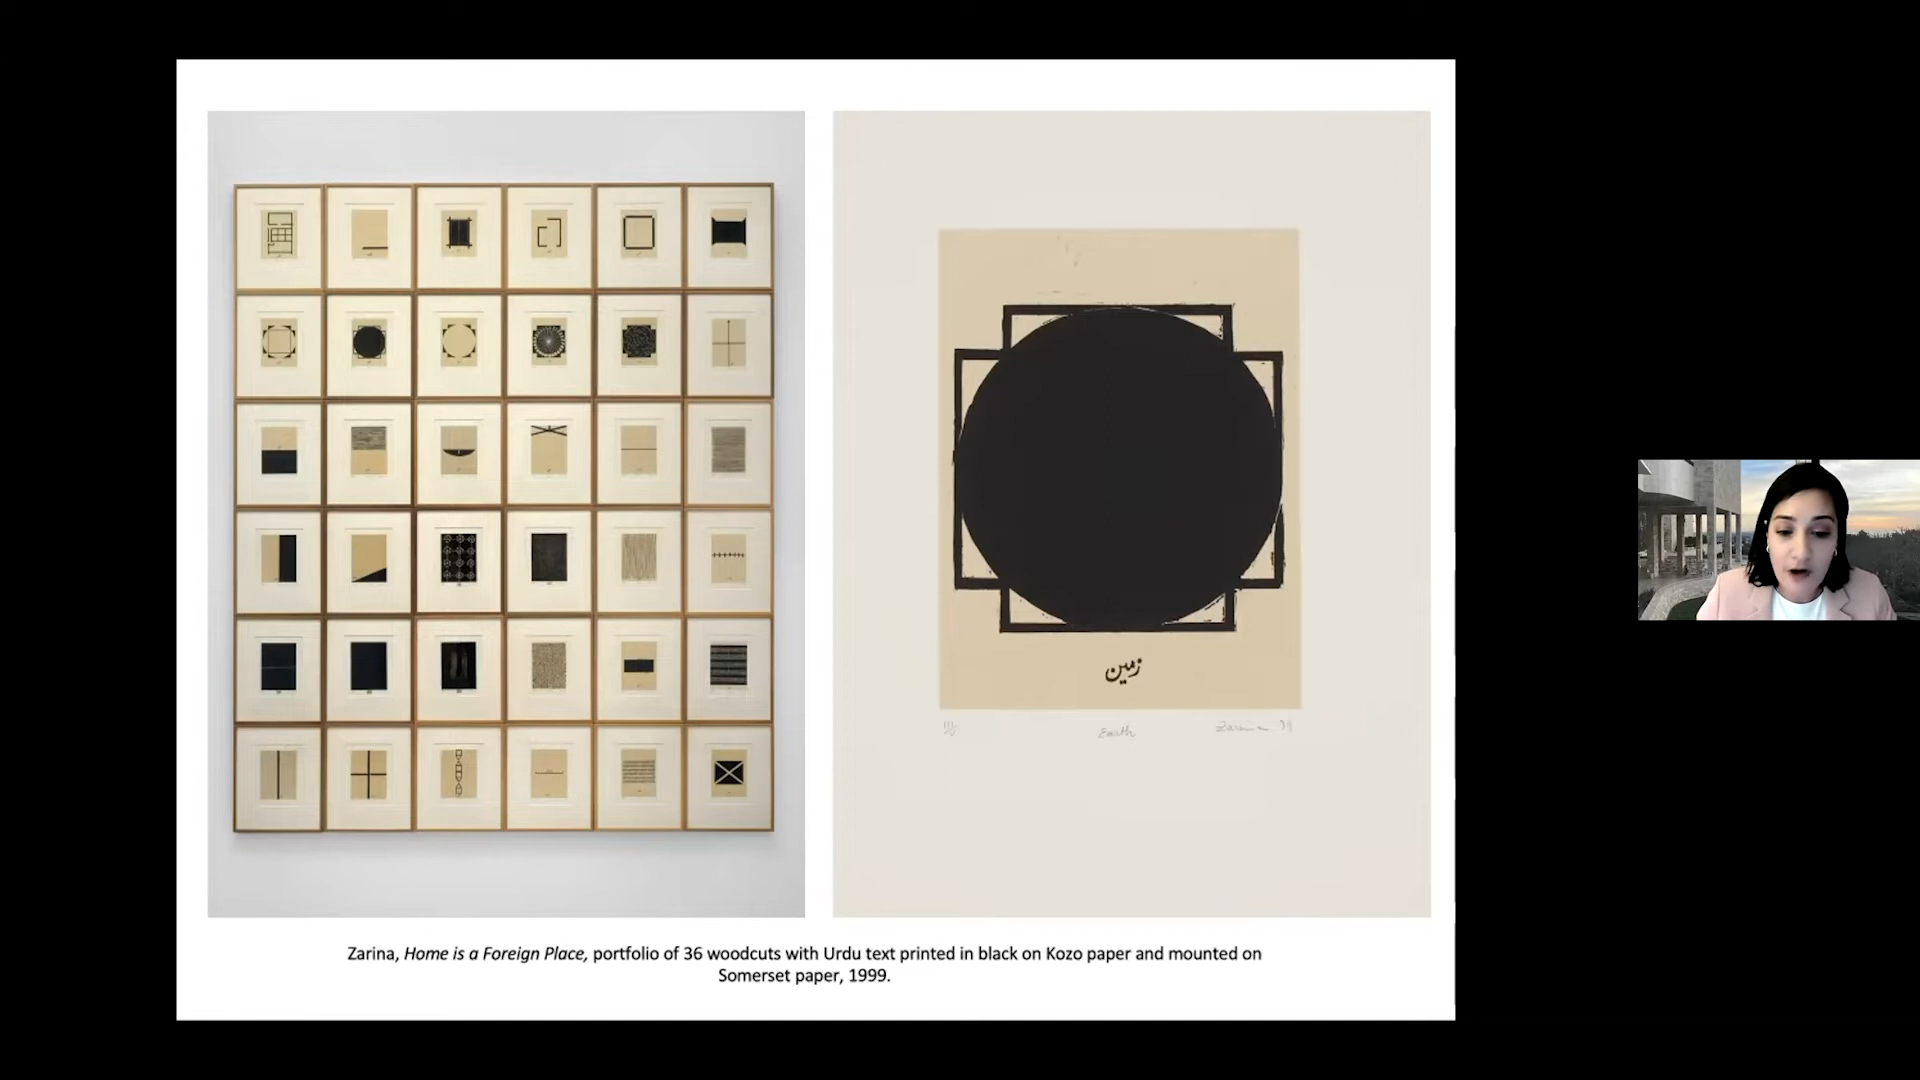 زمین
Earth Zarina 99
Zarina, Home is a Foreign Place, portfolio of 36 woodcuts with Urdu text printed in black on Kozo paper and mounted on
Somerset paper, 1999.